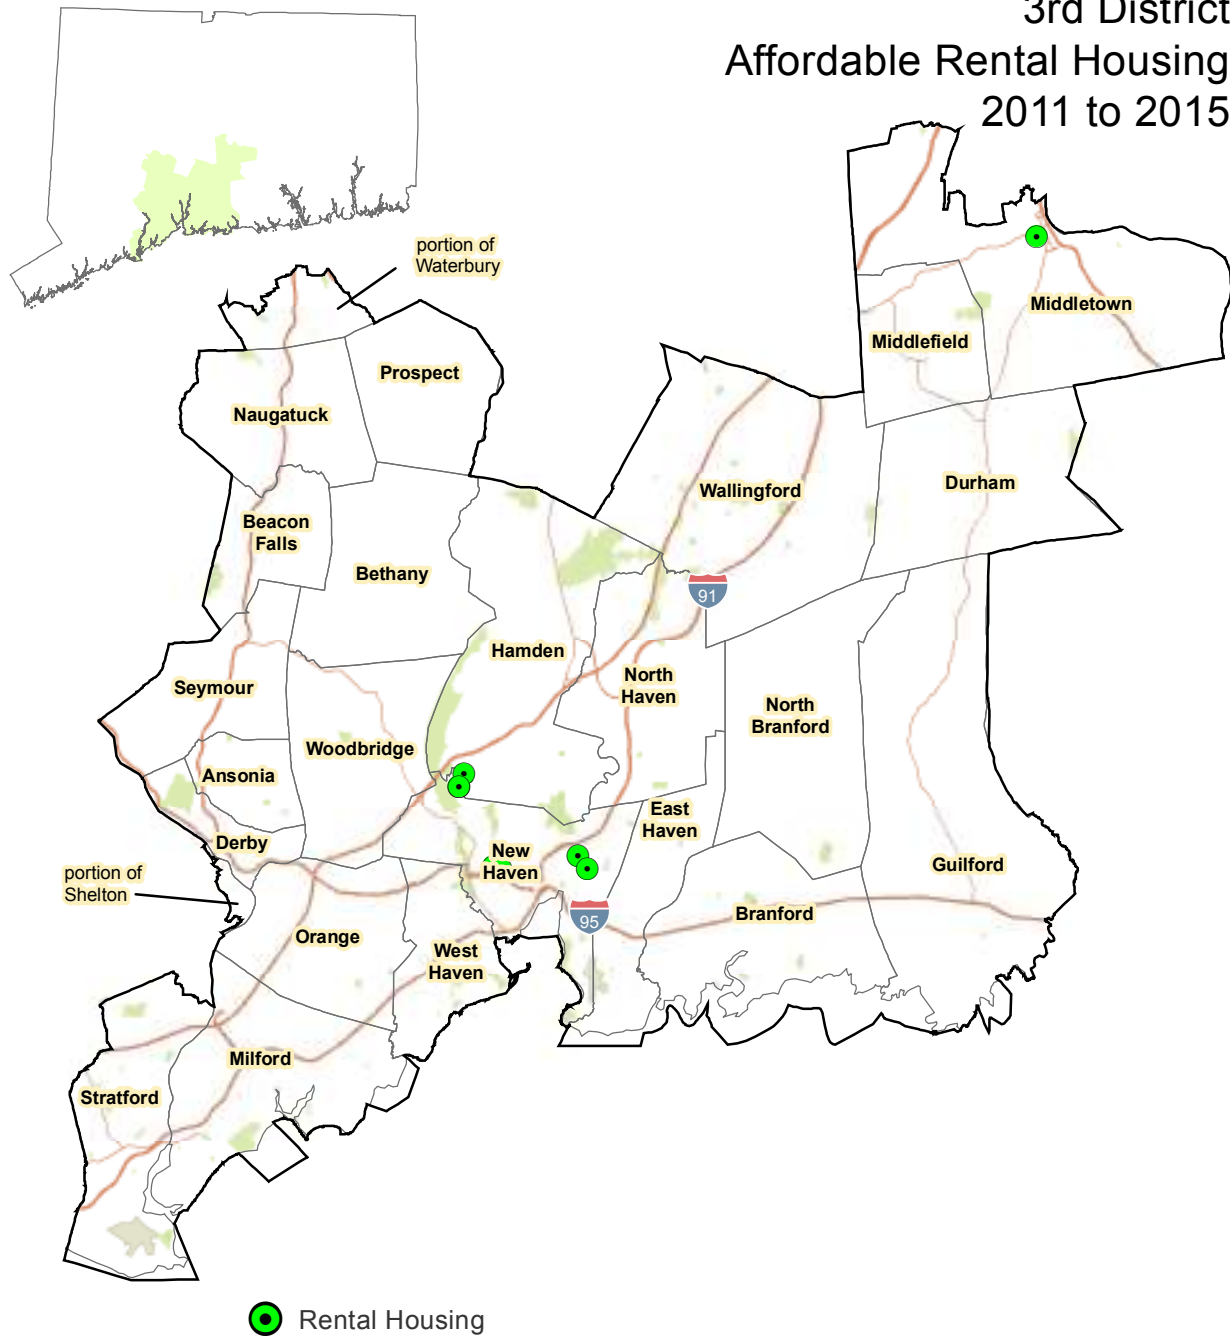 3rd District
Affordable Rental Housing
2011 to 2015
portion of
Waterbury
Middletown
Middlefield
Prospect
Naugatuck
Wallingford
Durham
Beacon
Falls
Bethany
91
Hamden
North
Haven
Seymour
North
Branford
Woodbridge
Ansonia
East
Haven
Derby
New
Haven
Guilford
portion of
Shelton
Branford
95
Orange
West
Haven
Milford
Stratford
Rental Housing